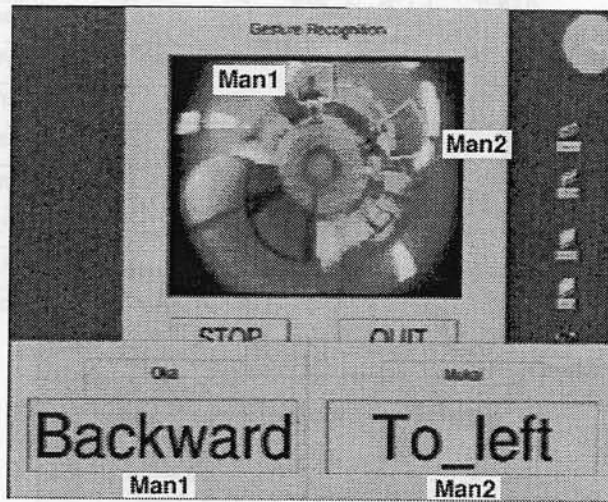 Gesture Recognition
Man1
Man2
STOP
QUIT
Oka
Mukai
Backward
To_left
Man1
Man2